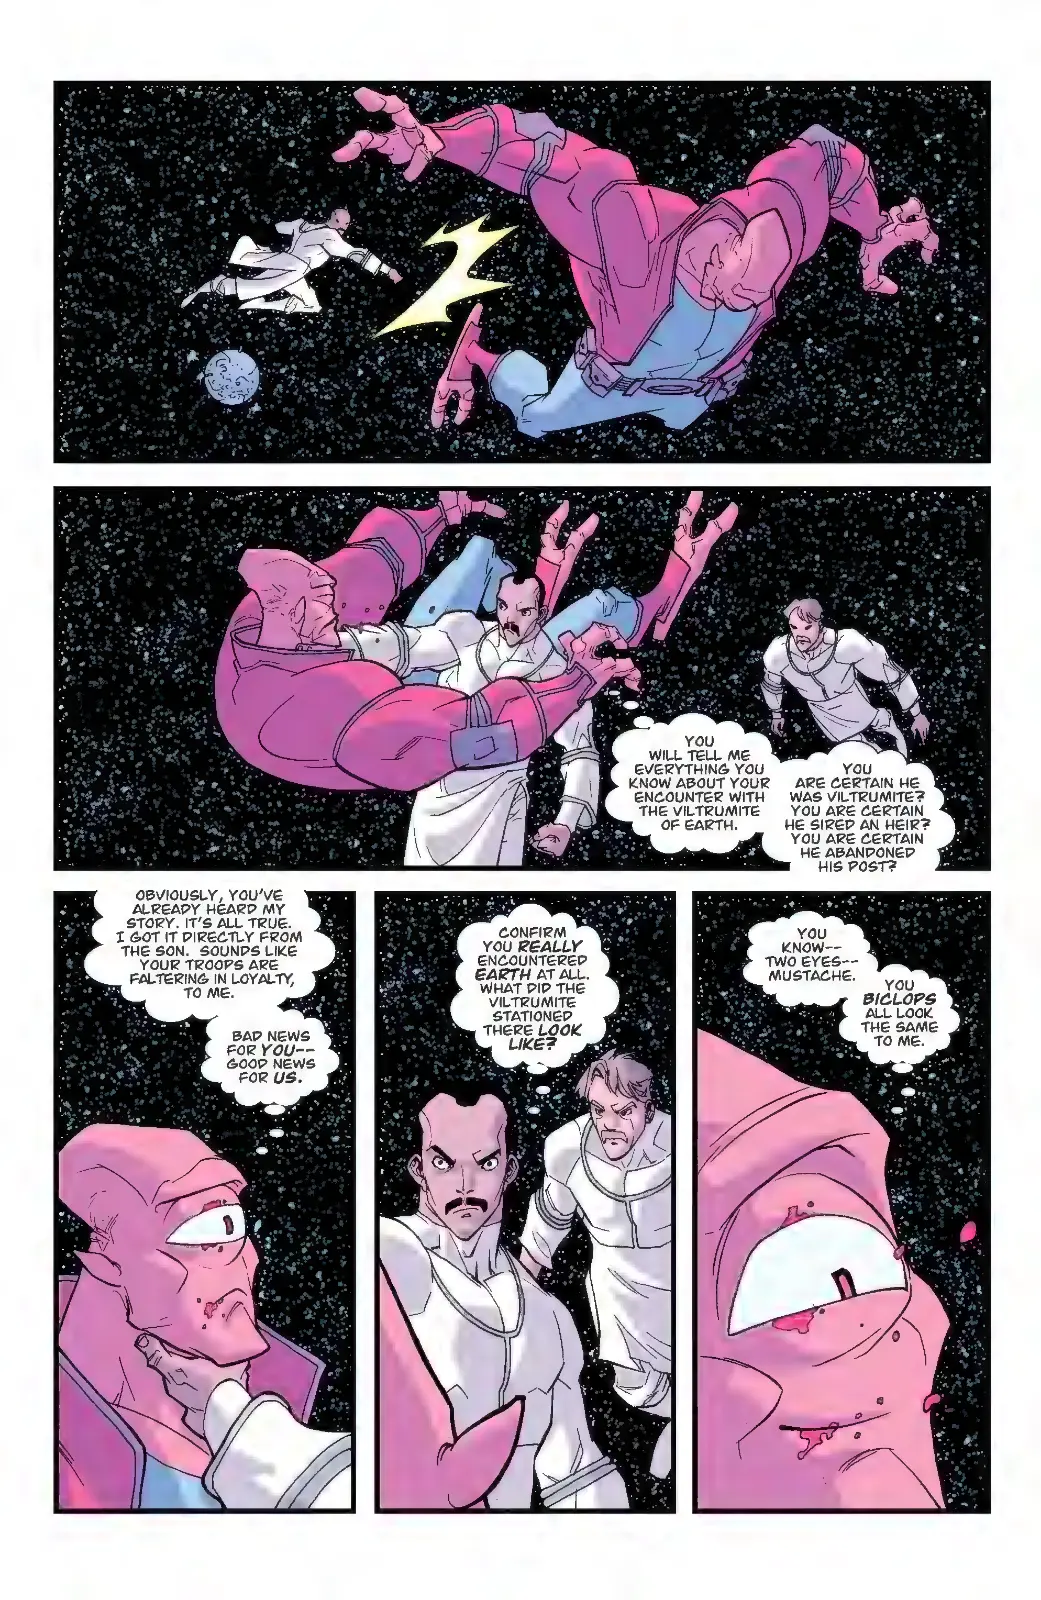 YOU
WILL TELL ME
EVERYTHING YOU
KNOW ABOUT YOUR
ENCOUNTER WITH
THE VILTRUMITE
OF EARTH.
YOU
ARE CERTAIN HE
WAS VILTRUMITE?
YOU ARE CERTAIN
HE SIRED AN HEIR?
YOU ARE CERTAIN
HE ABANDONED
HIS POST?
OBVIOUSLY, YOU'VE
ALREADY HEARD MY
STORY. IT'S ALL TRUE.
I GOT IT DIRECTLY FROM
THE SON. SOUNDS LIKE
YOUR TROOPS ARE
FALTERING IN LOYALTY,
TO ME.
BAD NEWS
FOR YOU--
GOOD NEWS
FOR US.
CONFIRM
YOU REALLY
ENCOUNTERED
EARTH AT ALL.
WHAT DID THE
VILTRUMITE
STATIONED
THERE LOOK
LIKE?
YOU
KNOW--
TWO EYES--
MUSTACHE.
YOU
BICLOPS
ALL LOOK
THE SAME
TO ME.